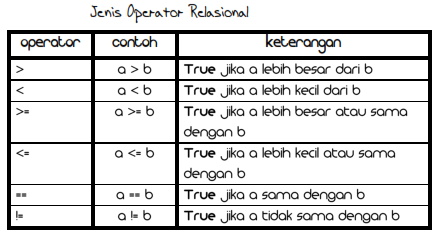 Jenis Operator Relasional
operator contoh keterangan
> a > b True jika a lebih besar dari b
< a < b True jika a lebih kecil dari b
>= a >= b True jika a lebih besar atau sama
dengan b
<= a <= b True jika a lebih kecil atau sama
dengan b
== a == b True jika a sama dengan b
!= a != b True jika a tidak sama dengan b